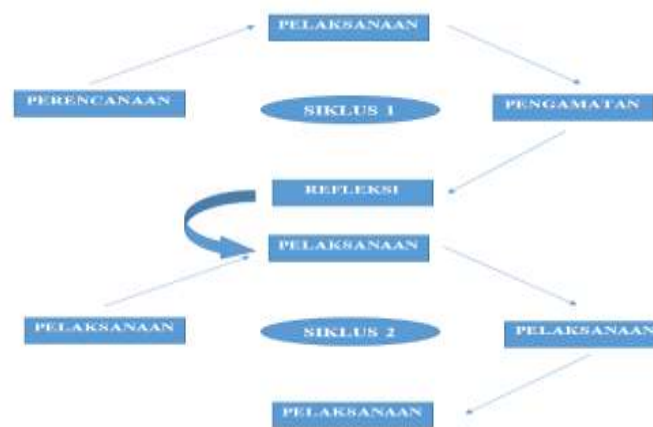 PELAKSANAAN
PERENCANAAN
SIKLUS 1
PENGAMATAN
REFLEKSI
PELAKSANAAN
PELAKSANAAN
SIKLUS 2
PELAKSANAAN
PELAKSANAAN